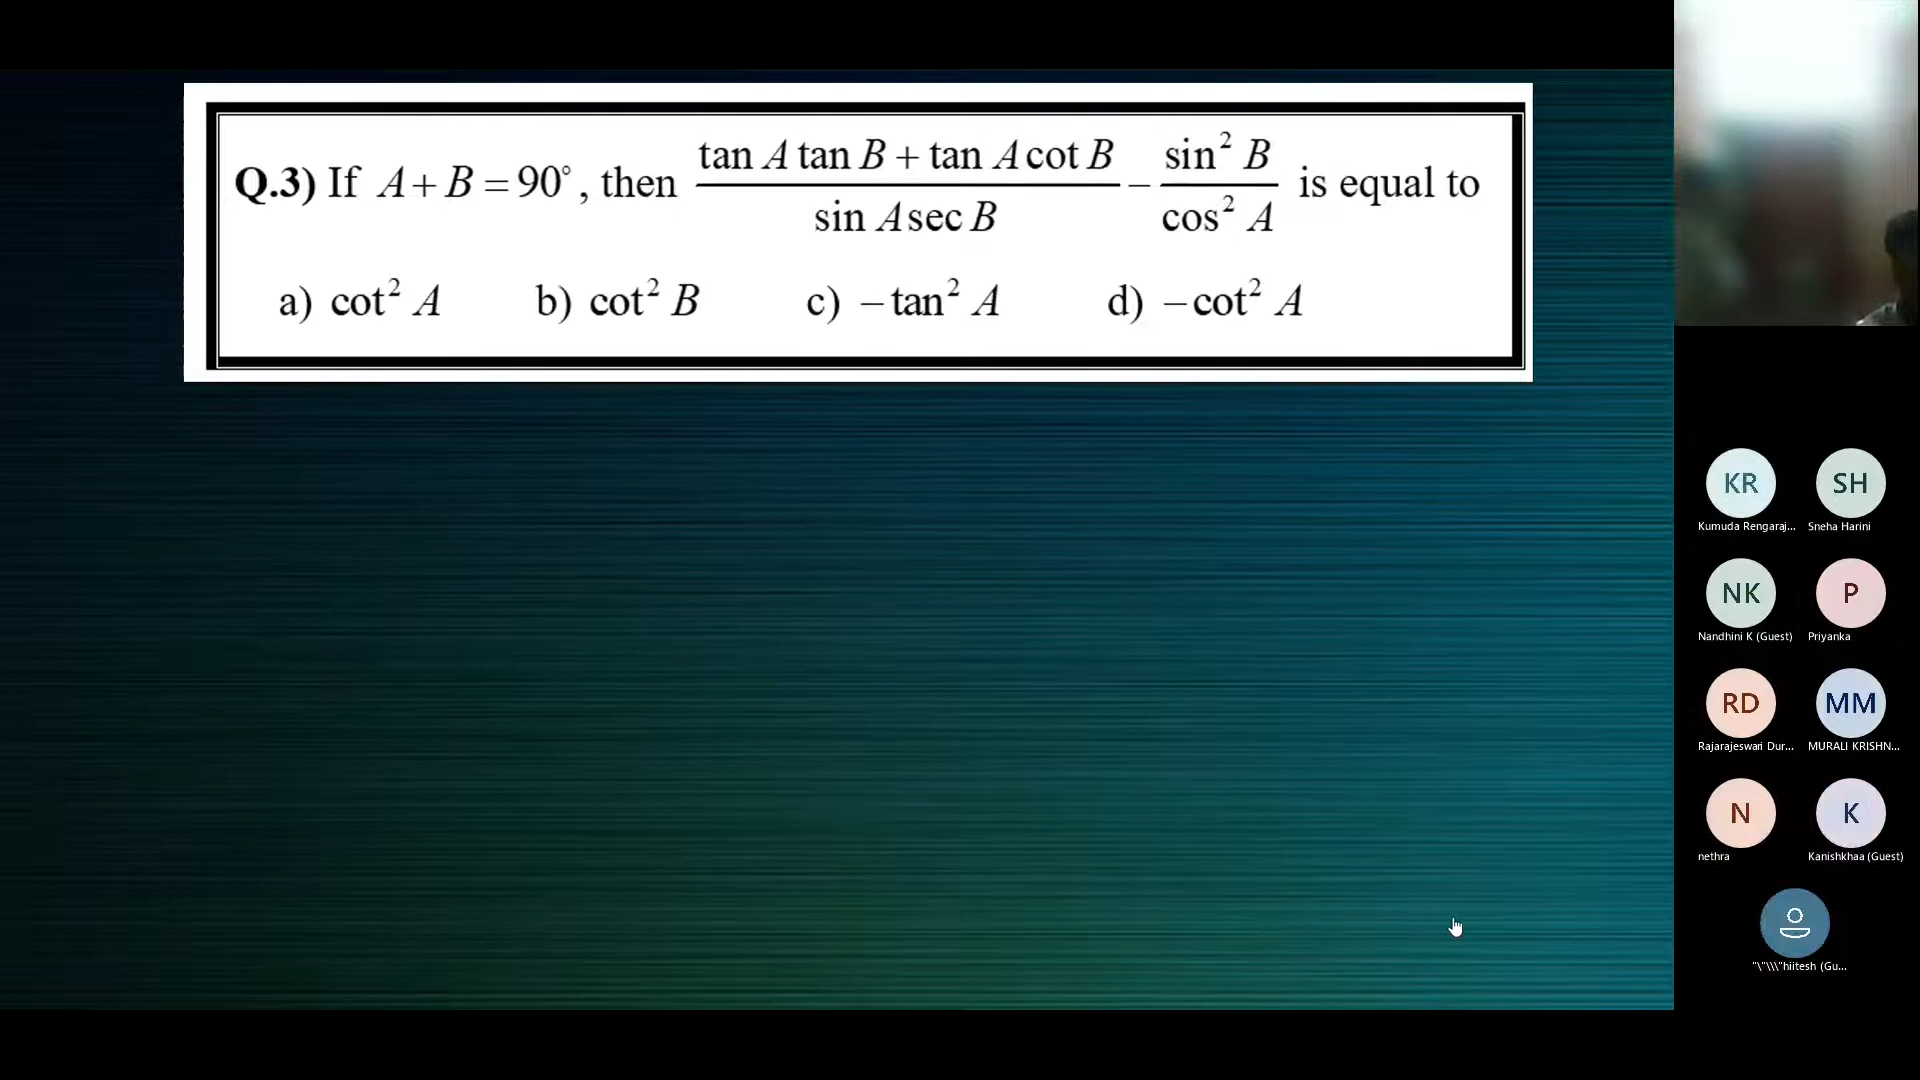 Q.3) If A + B = 90°, then (tan A tan B + tan A cot B) / (sin A sec B) − sin² B / cos² A is equal to
a) cot² A b) cot² B c) −tan² A d) −cot² A
KR SH
Kumuda Rengaraj... Sneha Harini
NK P
Nandhini K (Guest) Priyanka
RD MM
Rajarajeswari Dur... MURALI KRISHN...
N K
nethra Kanishkhaa (Guest)
"\"\\\"hiitesh (Gu...